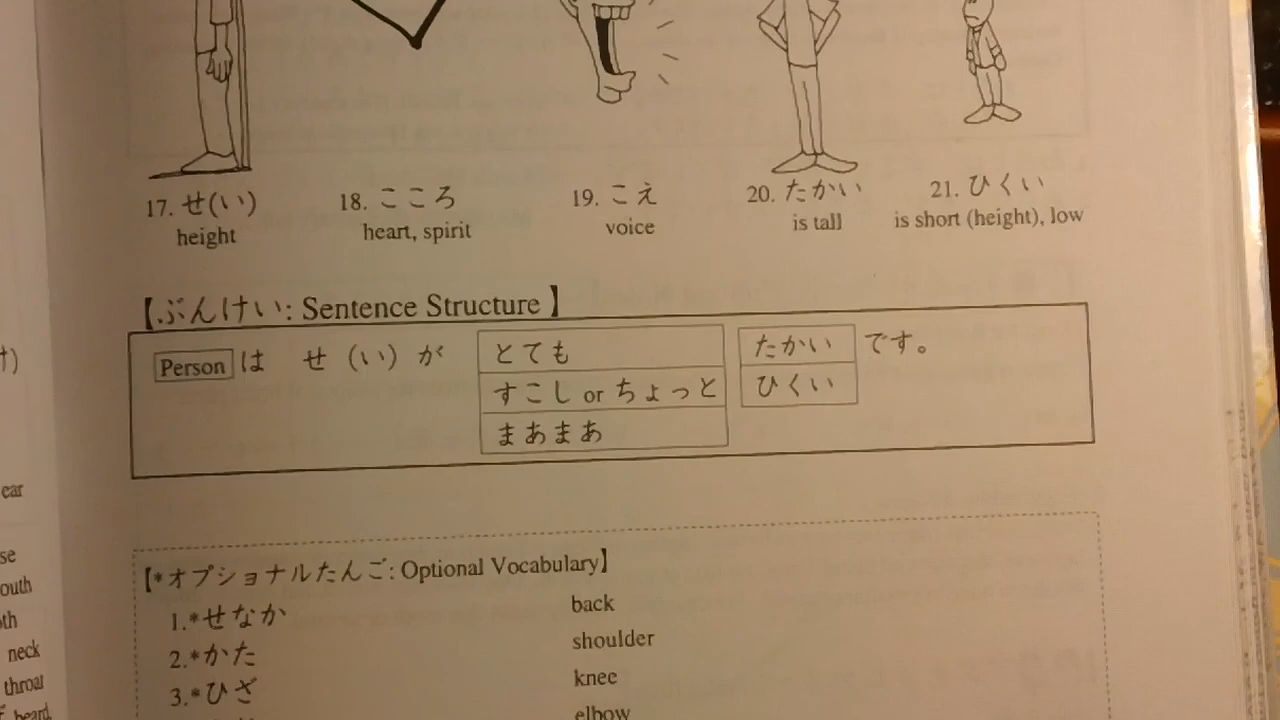 17. せ(い)
height
18. こころ
heart, spirit
19. こえ
voice
20. たかい
is tall
21. ひくい
is short (height), low
【ぶんけい: Sentence Structure】
Person は せ (い) が とても たかい です。
すこし or ちょっと ひくい
まあまあ
【*オプショナルたんご: Optional Vocabulary】
1.*せなか back
2.*かた shoulder
3.*ひざ knee
elbow
ear
neck
throat
beard